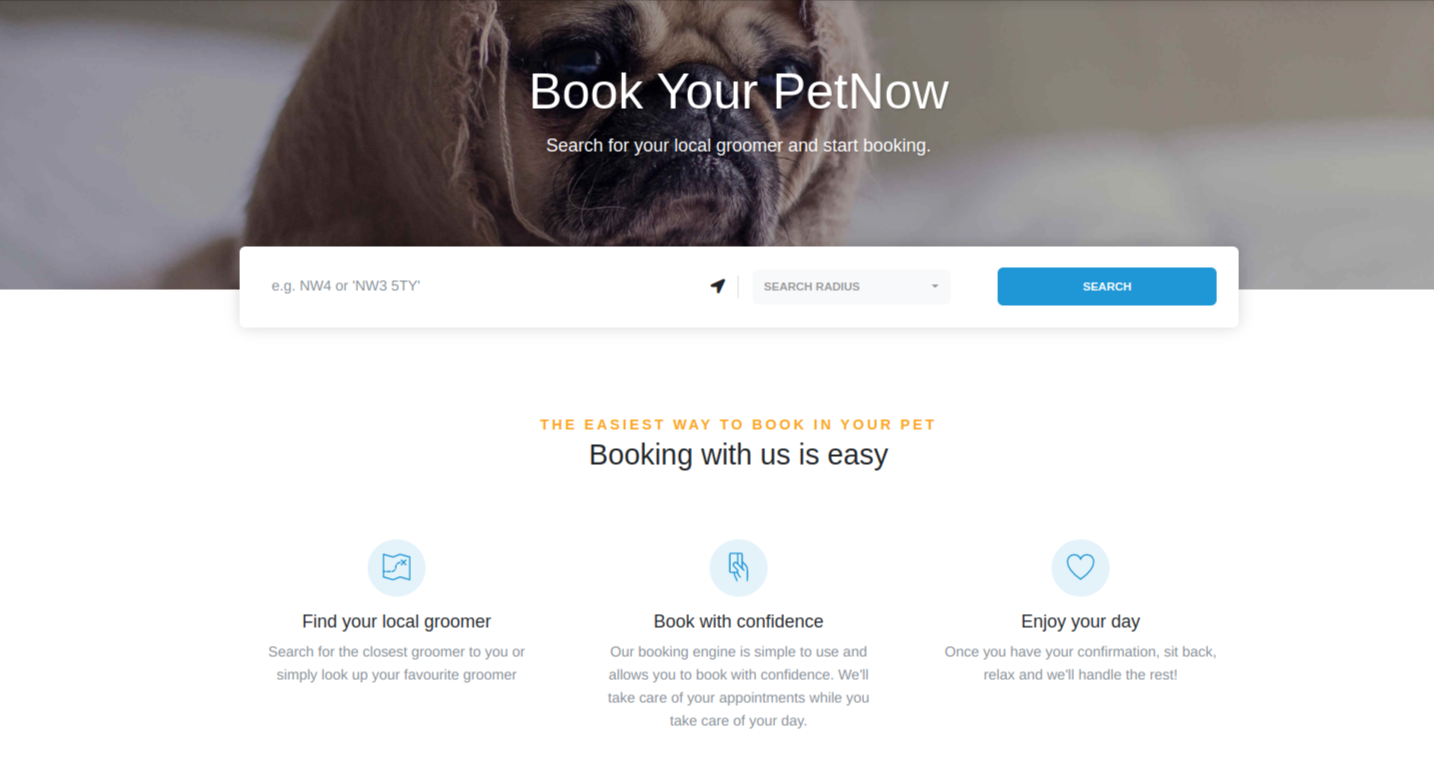 Book Your PetNow
Search for your local groomer and start booking.
e.g. NW4 or 'NW3 5TY'
SEARCH RADIUS
SEARCH
THE EASIEST WAY TO BOOK IN YOUR PET
Booking with us is easy
Find your local groomer
Search for the closest groomer to you or
simply look up your favourite groomer
Book with confidence
Our booking engine is simple to use and
allows you to book with confidence. We'll
take care of your appointments while you
take care of your day.
Enjoy your day
Once you have your confirmation, sit back,
relax and we'll handle the rest!